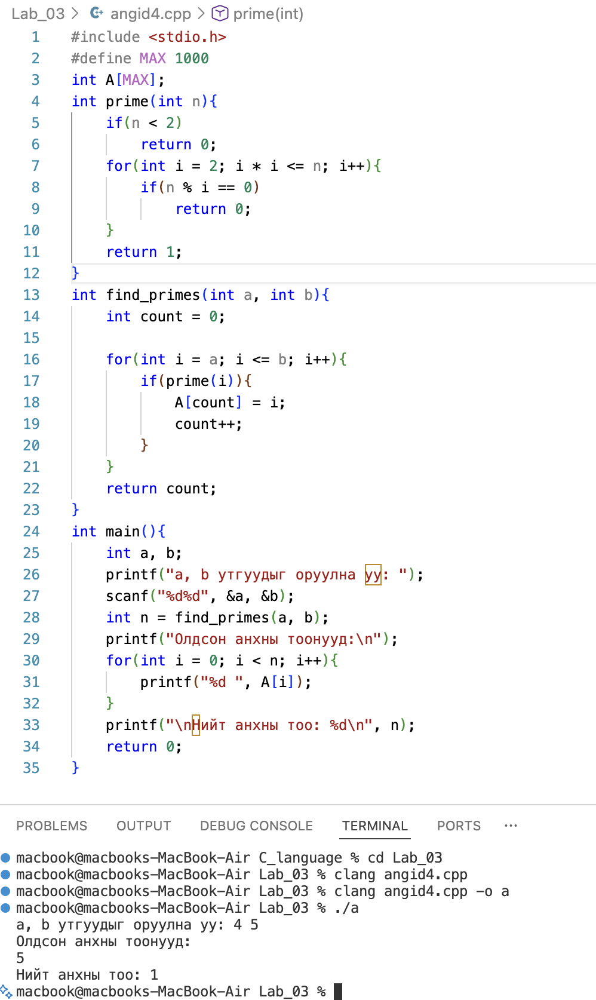 Lab_03 > angid4.cpp > prime(int)
1 #include <stdio.h>
2 #define MAX 1000
3 int A[MAX];
4 int prime(int n){
5     if(n < 2)
6         return 0;
7     for(int i = 2; i * i <= n; i++){
8         if(n % i == 0)
9             return 0;
10     }
11     return 1;
12 }
13 int find_primes(int a, int b){
14     int count = 0;
15
16     for(int i = a; i <= b; i++){
17         if(prime(i)){
18             A[count] = i;
19             count++;
20         }
21     }
22     return count;
23 }
24 int main(){
25     int a, b;
26     printf("a, b утгуудыг оруулна уу: ");
27     scanf("%d%d", &a, &b);
28     int n = find_primes(a, b);
29     printf("Олдсон анхны тоонууд:\n");
30     for(int i = 0; i < n; i++){
31         printf("%d ", A[i]);
32     }
33     printf("\nНийт анхны тоо: %d\n", n);
34     return 0;
35 }
PROBLEMS OUTPUT DEBUG CONSOLE TERMINAL PORTS ...
macbook@macbooks-MacBook-Air C_language % cd Lab_03
macbook@macbooks-MacBook-Air Lab_03 % clang angid4.cpp
macbook@macbooks-MacBook-Air Lab_03 % clang angid4.cpp -o a
macbook@macbooks-MacBook-Air Lab_03 % ./a
a, b утгуудыг оруулна уу: 4 5
Олдсон анхны тоонууд:
5
Нийт анхны тоо: 1
macbook@macbooks-MacBook-Air Lab_03 %